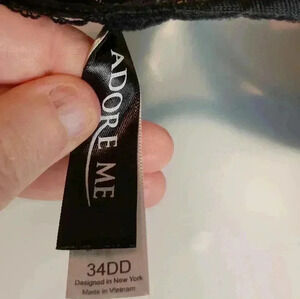 ADORE ME
34DD
Designed in New York
Made in Vietnam